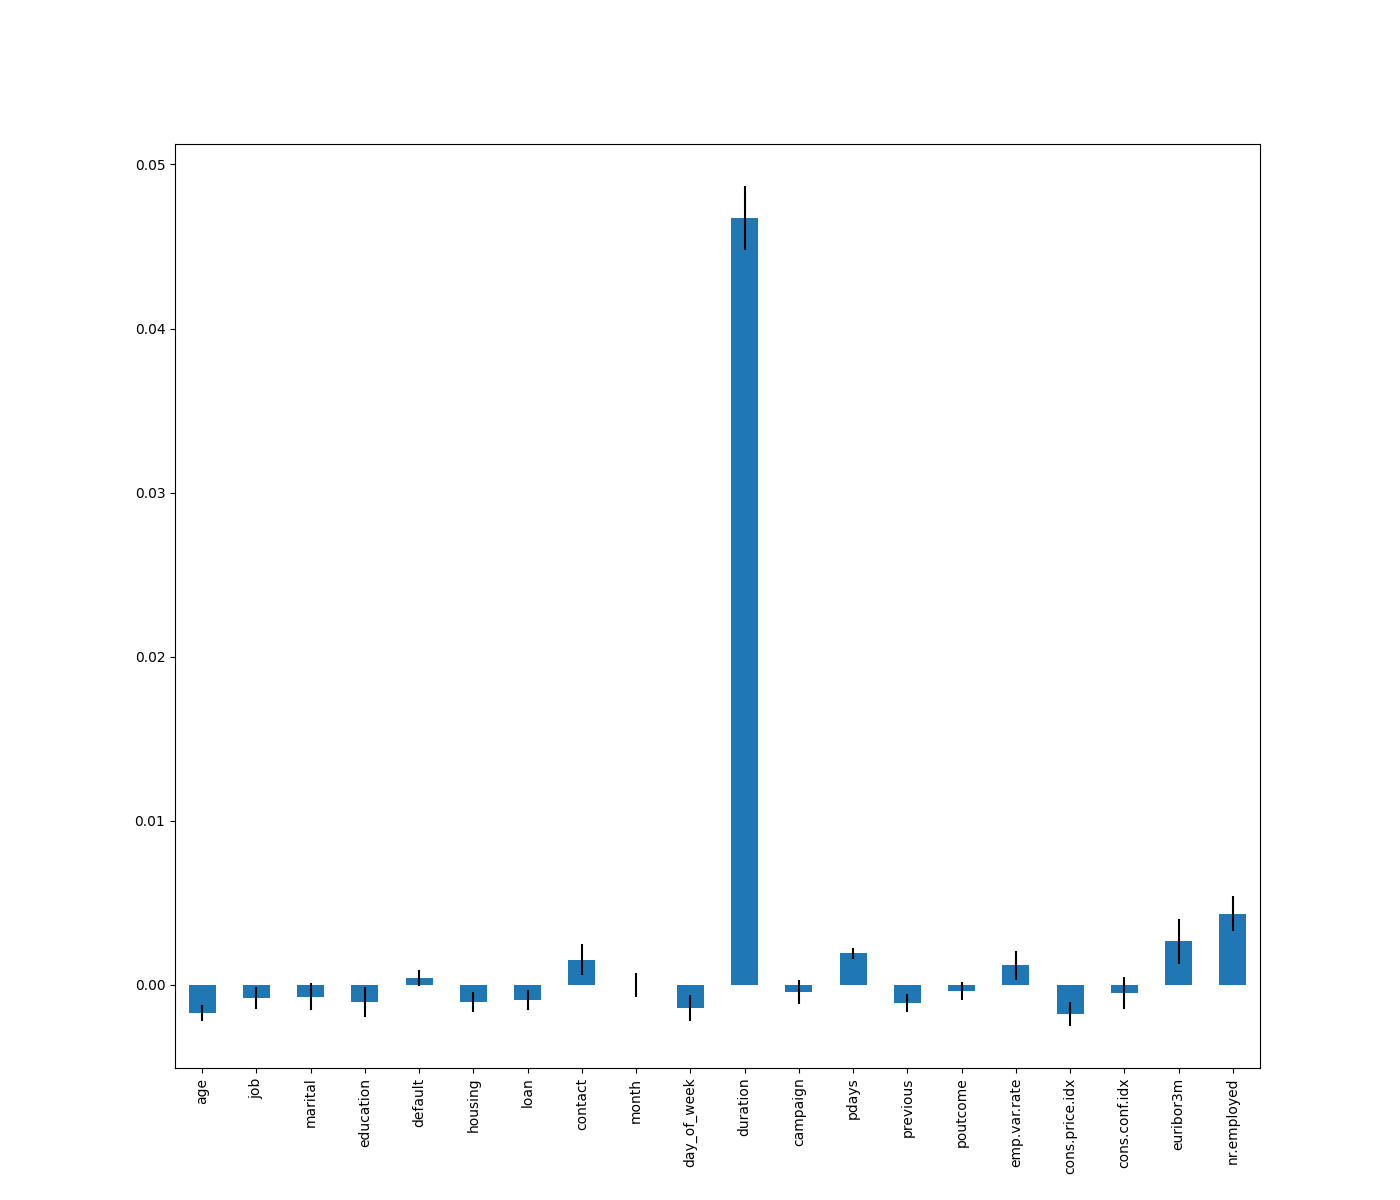 0.05
0.04
0.03
0.02
0.01
0.00
age
job
marital
education
default
housing
loan
contact
month
day_of_week
duration
campaign
pdays
previous
poutcome
emp.var.rate
cons.price.idx
cons.conf.idx
euribor3m
nr.employed